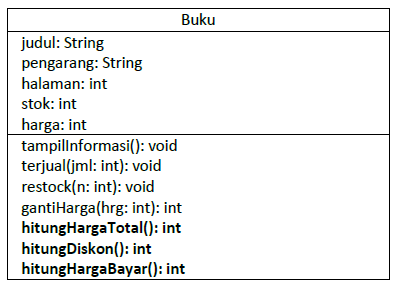 Buku
judul: String
pengarang: String
halaman: int
stok: int
harga: int
tampilInformasi(): void
terjual(jml: int): void
restock(n: int): void
gantiHarga(hrg: int): int
hitungHargaTotal(): int
hitungDiskon(): int
hitungHargaBayar(): int